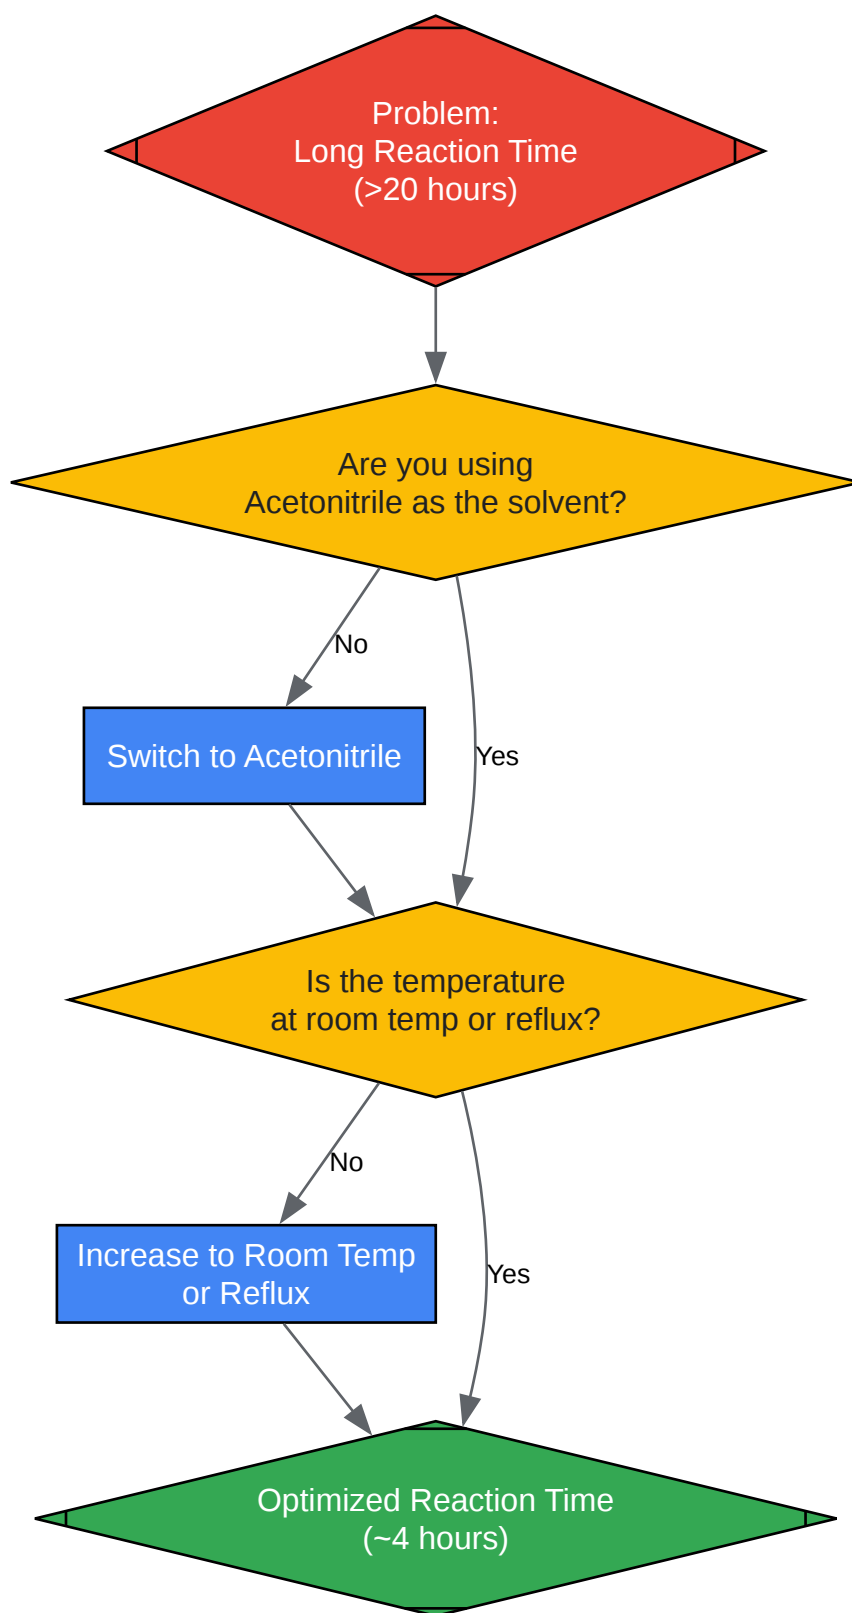 Problem:
Long Reaction Time
(>20 hours)
Are you using
Acetonitrile as the solvent?
No
Switch to Acetonitrile
Yes
Is the temperature
at room temp or reflux?
No
Increase to Room Temp
or Reflux
Yes
Optimized Reaction Time
(~4 hours)